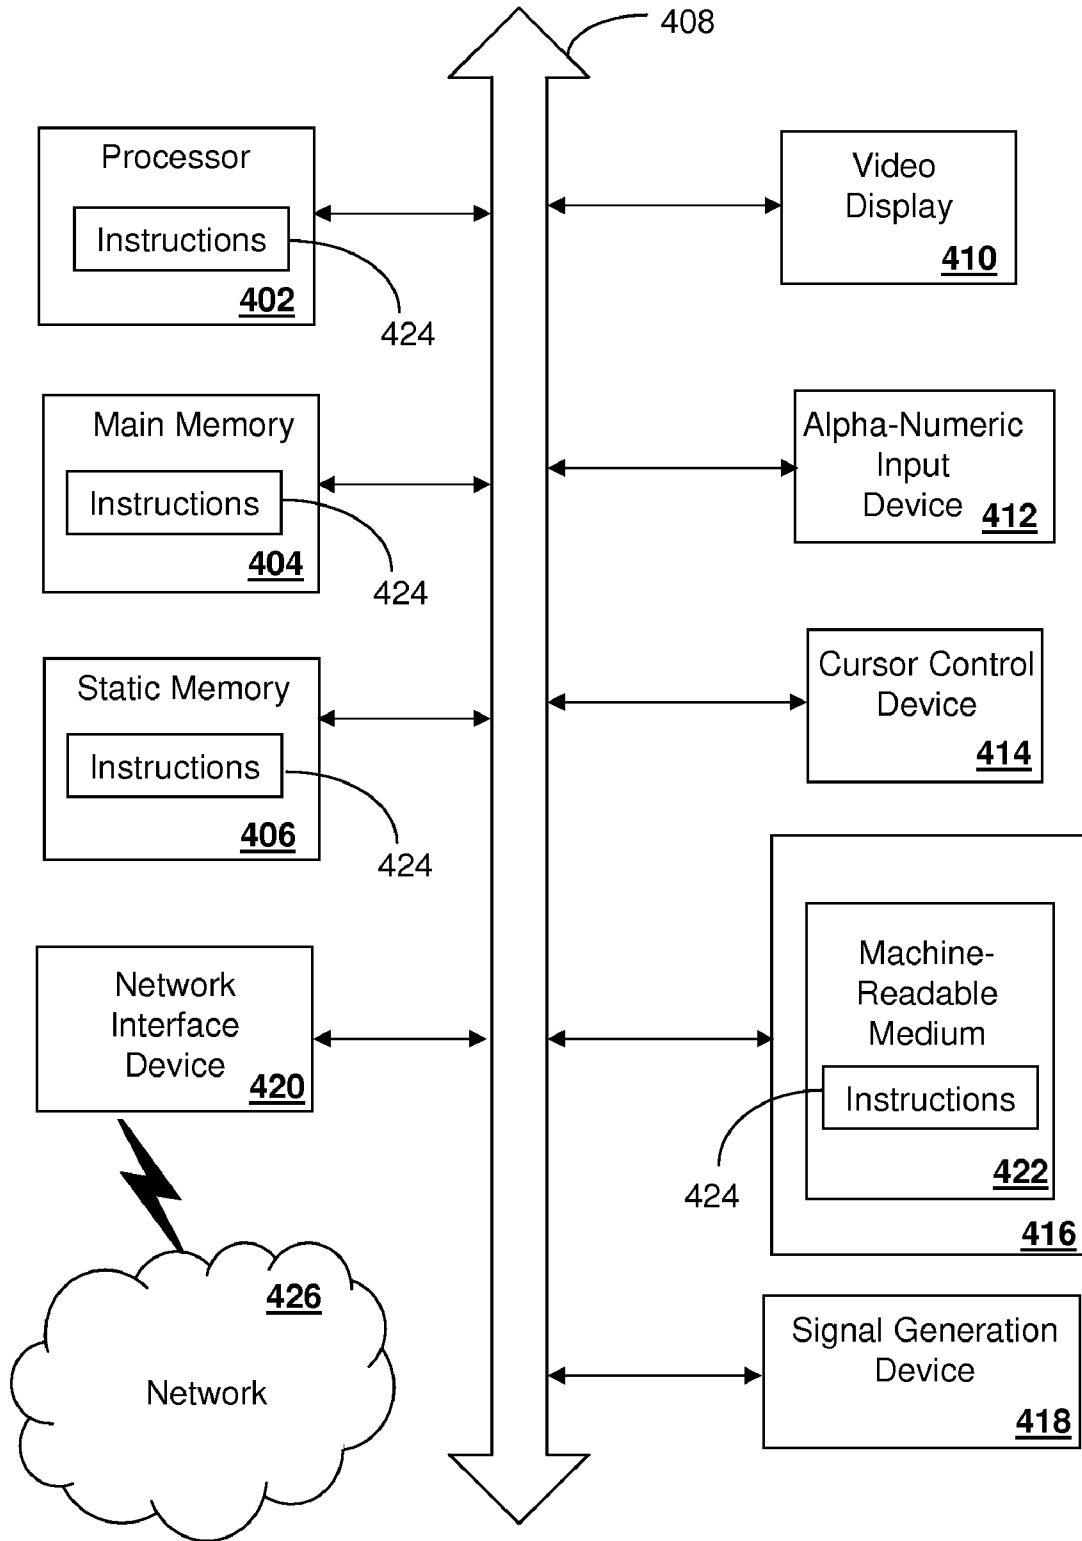 408
Processor
Instructions
402
424
Main Memory
Instructions
404
424
Static Memory
Instructions
406
424
Network
Interface
Device
420
426
Network
Video
Display
410
Alpha-Numeric
Input
Device
412
Cursor Control
Device
414
Machine-
Readable
Medium
Instructions
422
424
416
Signal Generation
Device
418